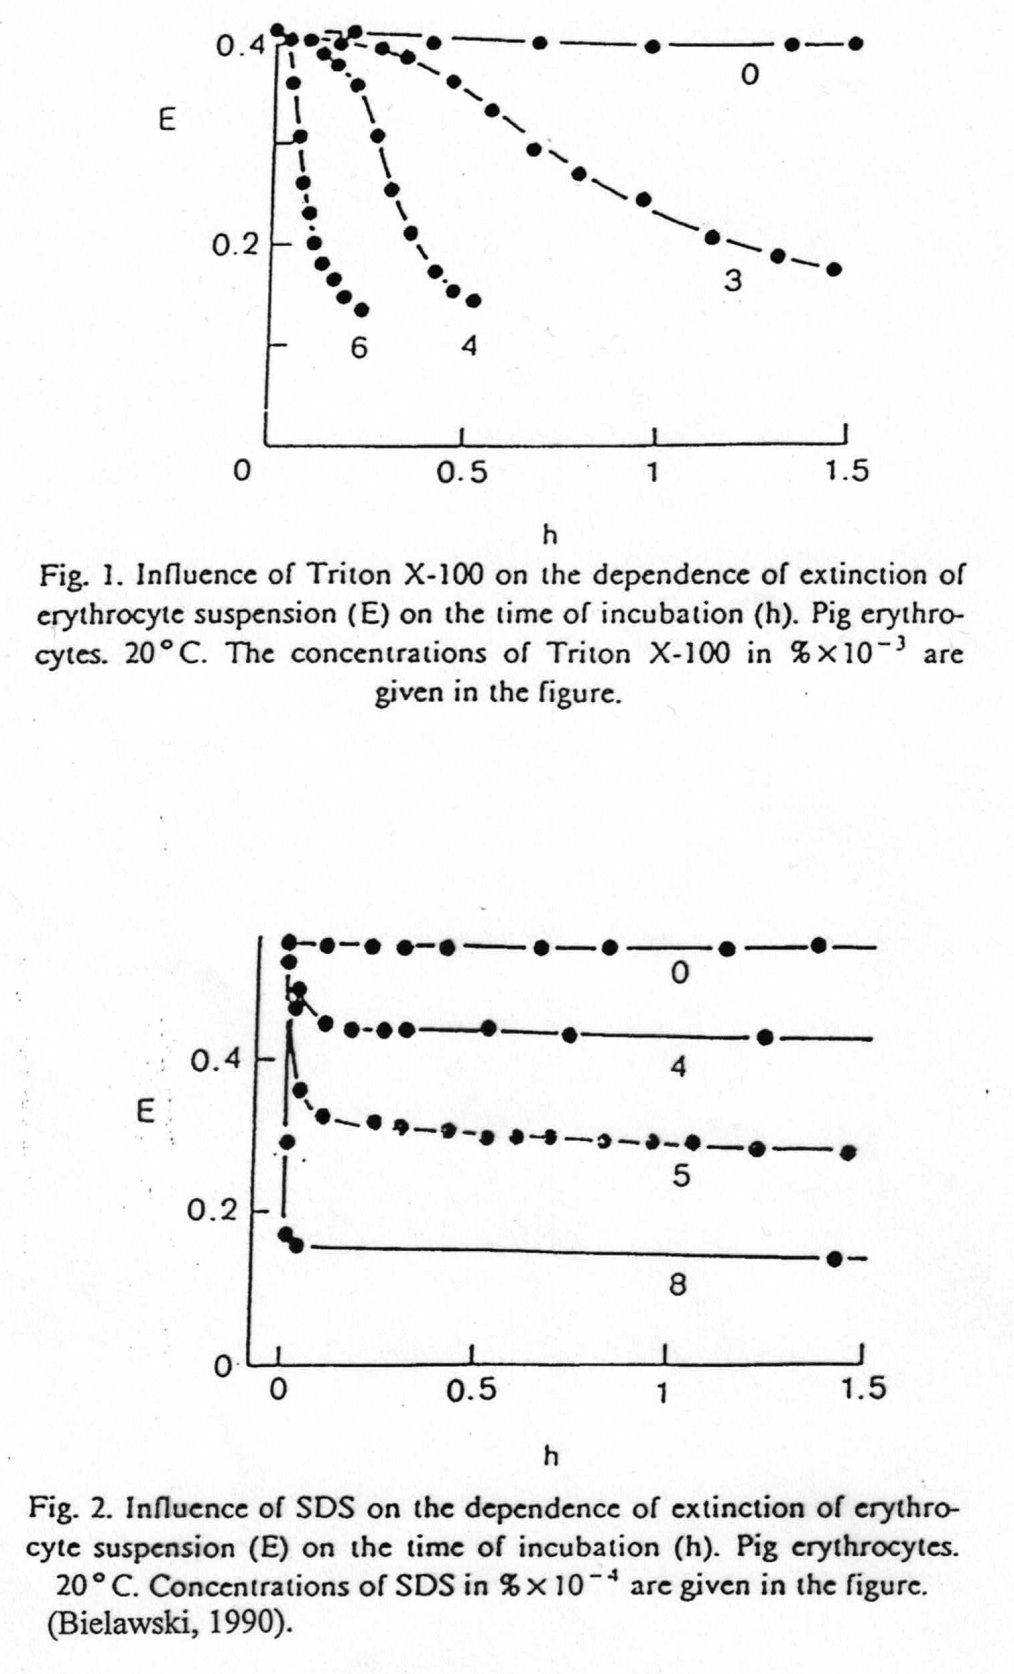 0.4
0
E
0.2
3
6
4
0
0.5
1
1.5
h
Fig. 1. Influence of Triton X-100 on the dependence of extinction of
erythrocyte suspension (E) on the time of incubation (h). Pig erythro-
cytes. 20°C. The concentrations of Triton X-100 in %×10⁻³ are
given in the figure.
0
0.4
4
E
5
0.2
8
0
0
0.5
1
1.5
h
Fig. 2. Influence of SDS on the dependence of extinction of erythro-
cyte suspension (E) on the time of incubation (h). Pig erythrocytes.
20°C. Concentrations of SDS in %×10⁻⁴ are given in the figure.
(Bielawski, 1990).